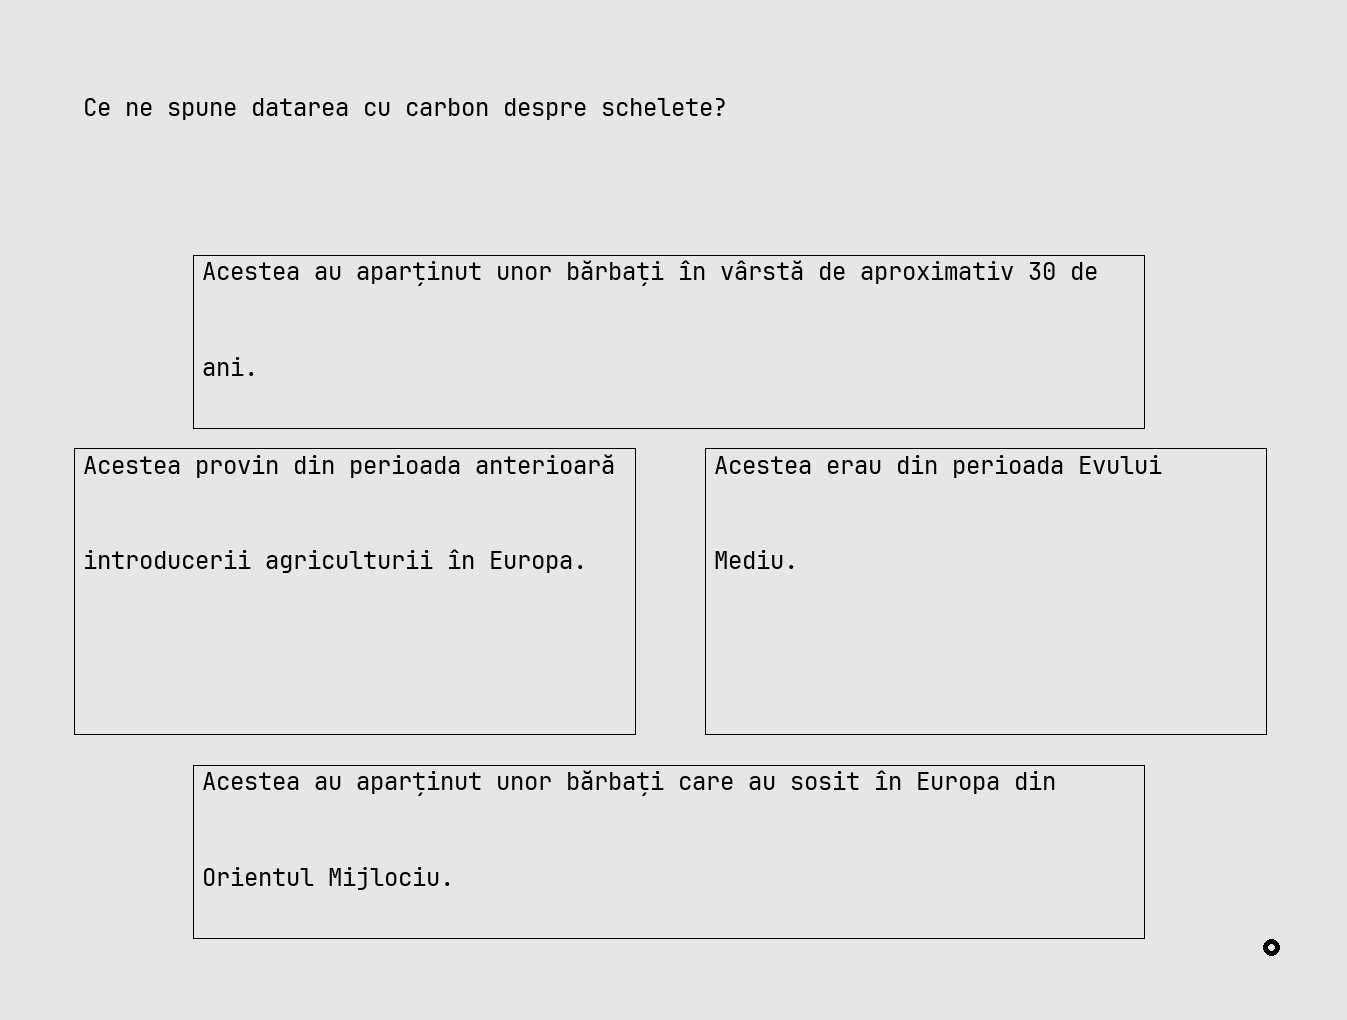 Ce ne spune datarea cu carbon despre schelete?
Acestea au aparținut unor bărbați în vârstă de aproximativ 30 de
ani.
Acestea provin din perioada anterioară
introducerii agriculturii în Europa.
Acestea erau din perioada Evului
Mediu.
Acestea au aparținut unor bărbați care au sosit în Europa din
Orientul Mijlociu.